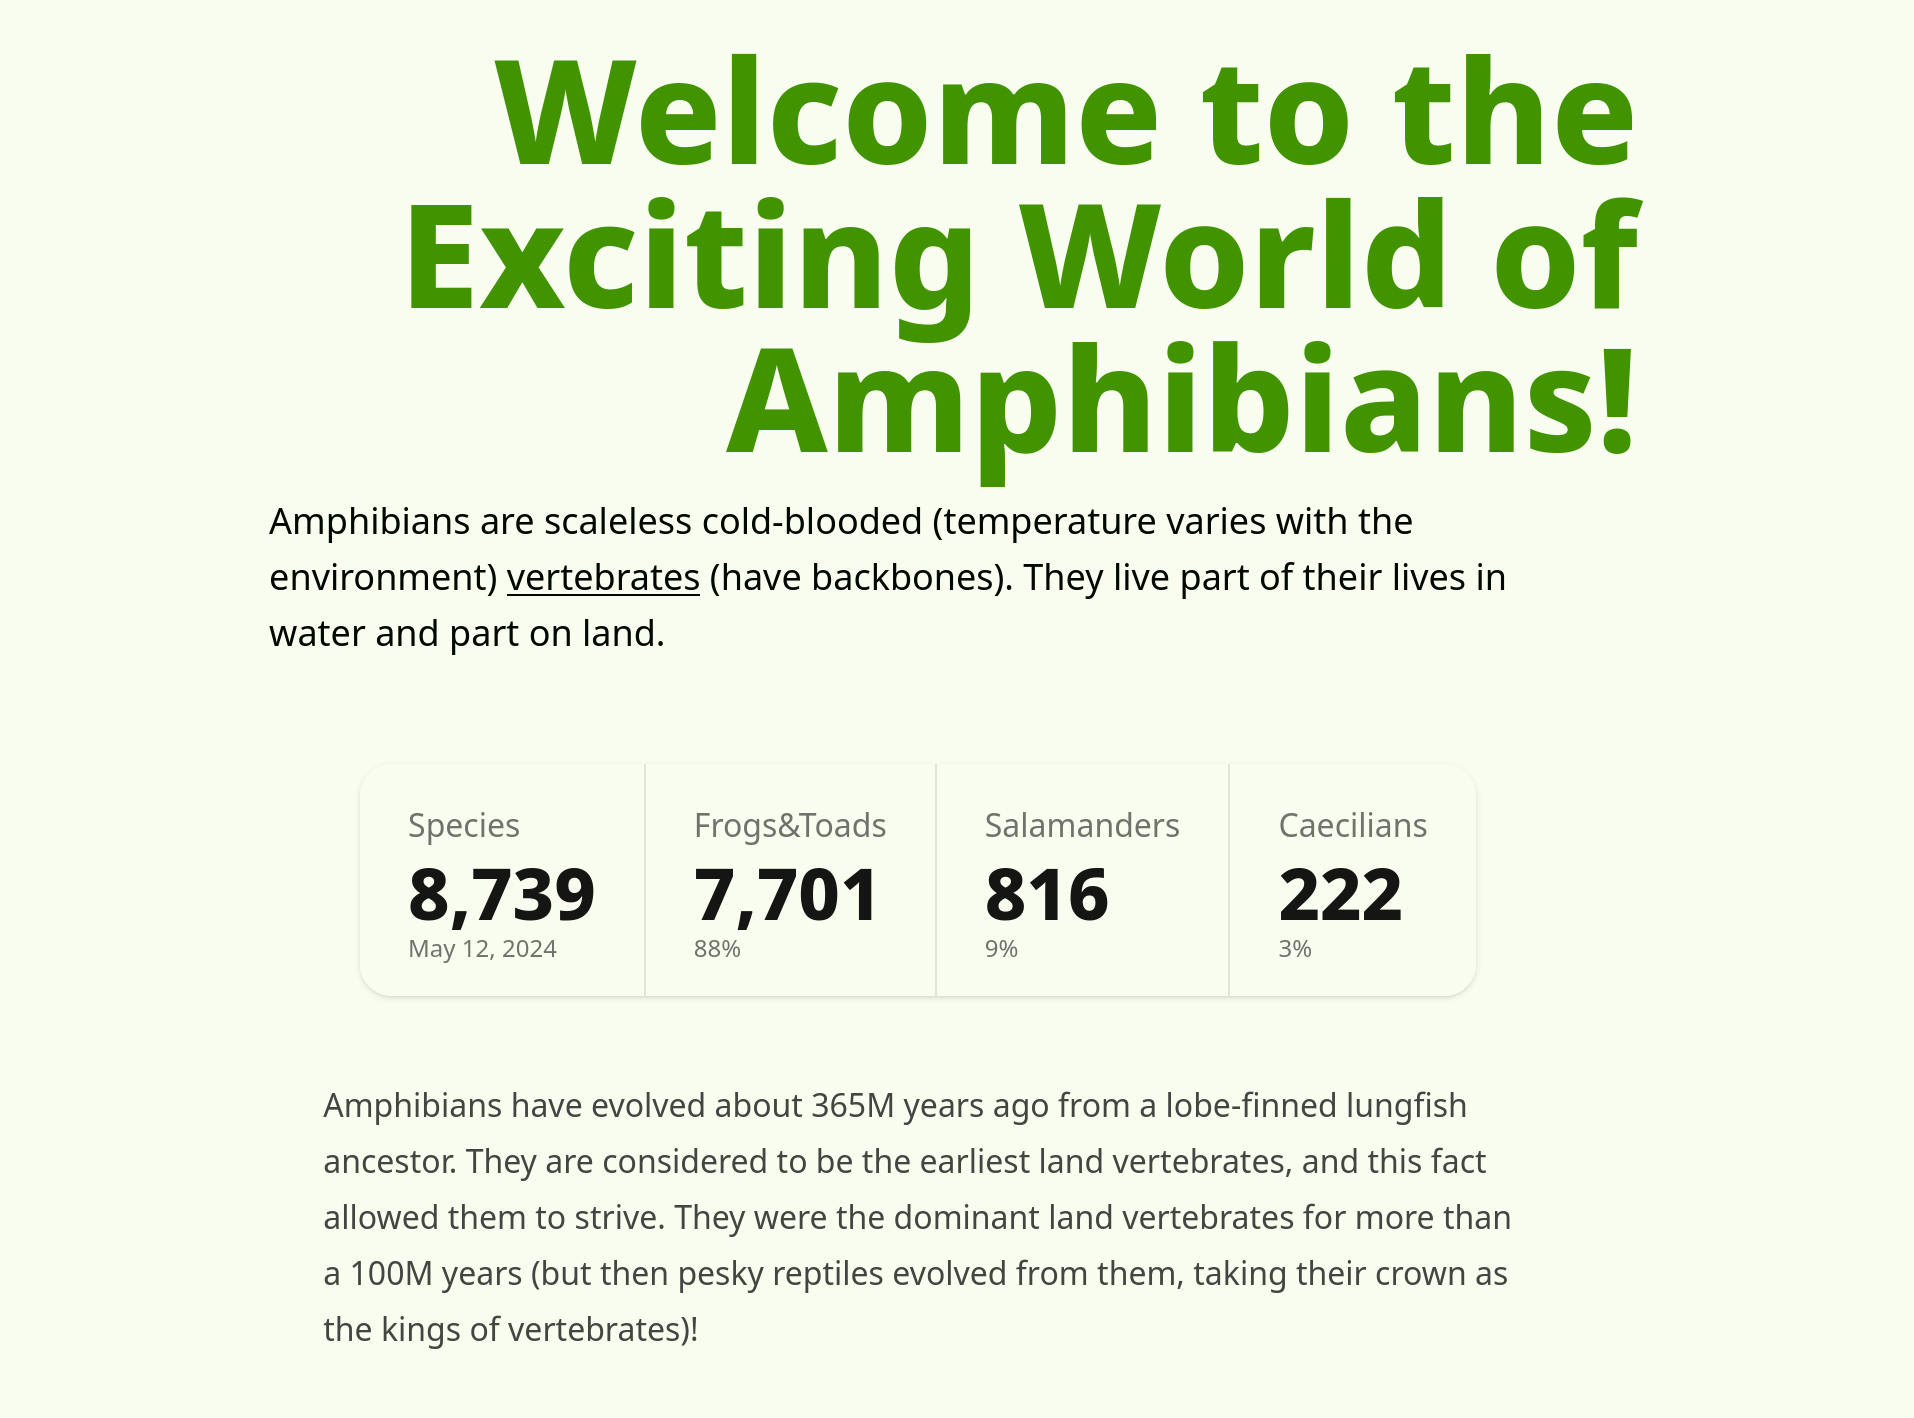 Welcome to the
Exciting World of
Amphibians!
Amphibians are scaleless cold-blooded (temperature varies with the
environment) vertebrates (have backbones). They live part of their lives in
water and part on land.
Species
8,739
May 12, 2024
Frogs&Toads
7,701
88%
Salamanders
816
9%
Caecilians
222
3%
Amphibians have evolved about 365M years ago from a lobe-finned lungfish
ancestor. They are considered to be the earliest land vertebrates, and this fact
allowed them to strive. They were the dominant land vertebrates for more than
a 100M years (but then pesky reptiles evolved from them, taking their crown as
the kings of vertebrates)!